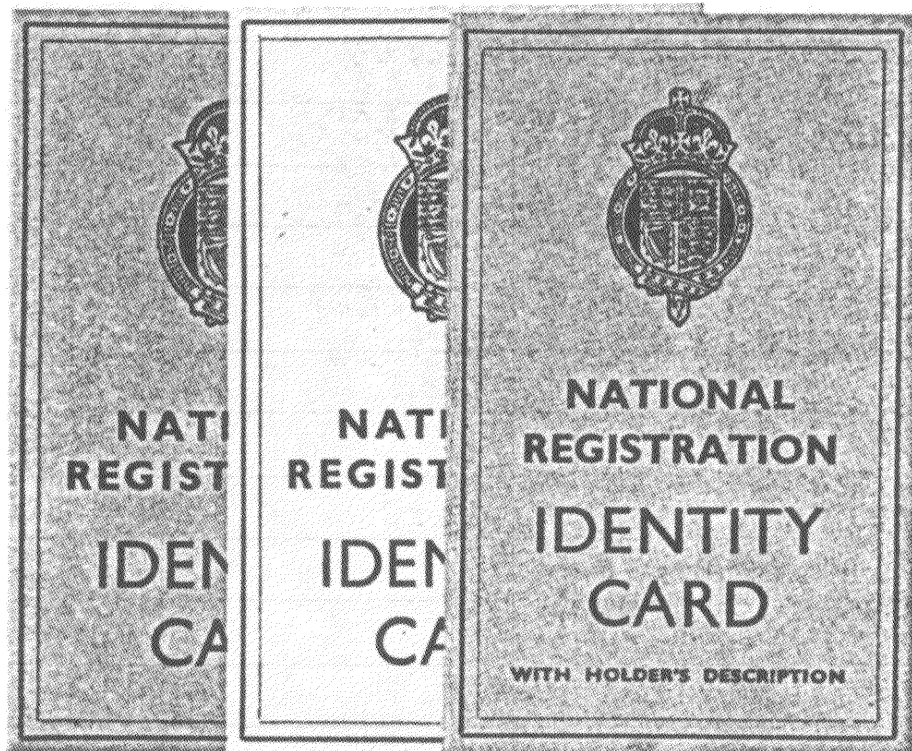 NATI
REGIST
IDEN
CA
NATI
REGIST
IDEN
CA
NATIONAL
REGISTRATION
IDENTITY
CARD
WITH HOLDER'S DESCRIPTION